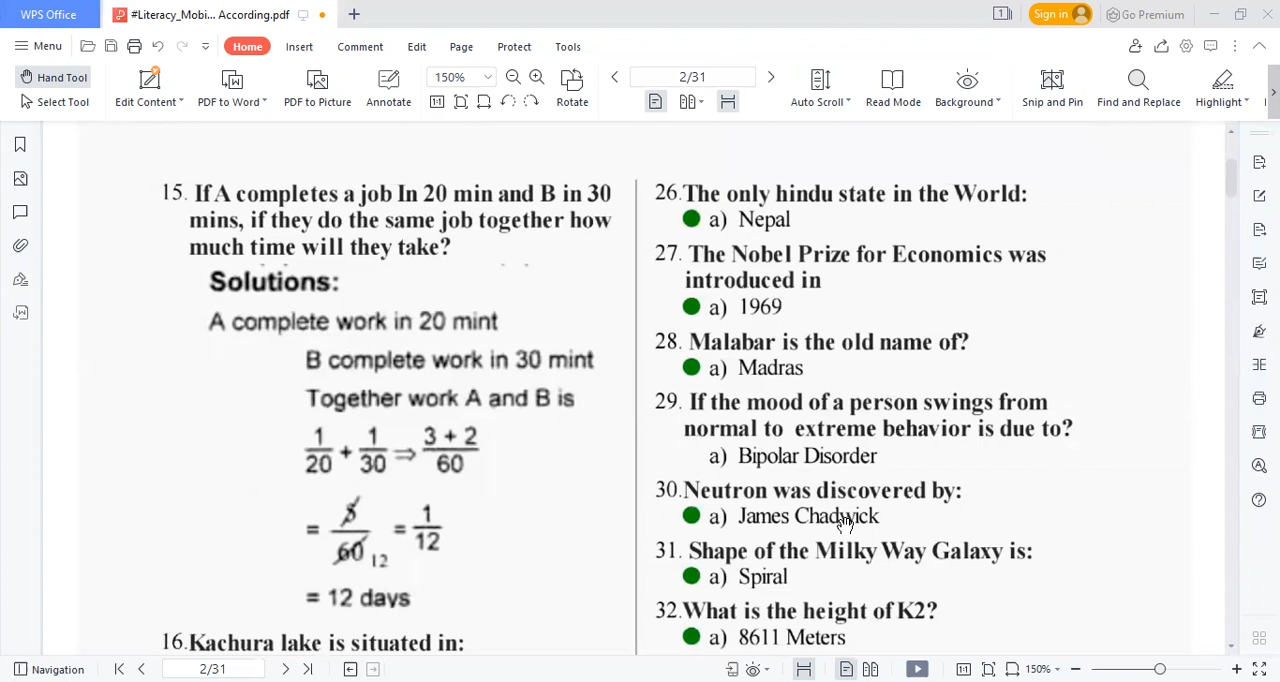 WPS Office
#Literacy_Mobi... According.pdf
1
Sign in
Go Premium
Menu
Home
Insert
Comment
Edit
Page
Protect
Tools
Hand Tool
Select Tool
Edit Content
PDF to Word
PDF to Picture
Annotate
150%
Rotate
2/31
Auto Scroll
Read Mode
Background
Snip and Pin
Find and Replace
Highlight
15. If A completes a job In 20 min and B in 30
mins, if they do the same job together how
much time will they take?
Solutions:
A complete work in 20 mint
B complete work in 30 mint
Together work A and B is
1/20 + 1/30 ⇒ 3 + 2/60
= 5/60 12 = 1/12
= 12 days
16. Kachura lake is situated in:
26. The only hindu state in the World:
a) Nepal
27. The Nobel Prize for Economics was
introduced in
a) 1969
28. Malabar is the old name of?
a) Madras
29. If the mood of a person swings from
normal to extreme behavior is due to?
a) Bipolar Disorder
30. Neutron was discovered by:
a) James Chadwick
31. Shape of the Milky Way Galaxy is:
a) Spiral
32. What is the height of K2?
a) 8611 Meters
Navigation
2/31
150%